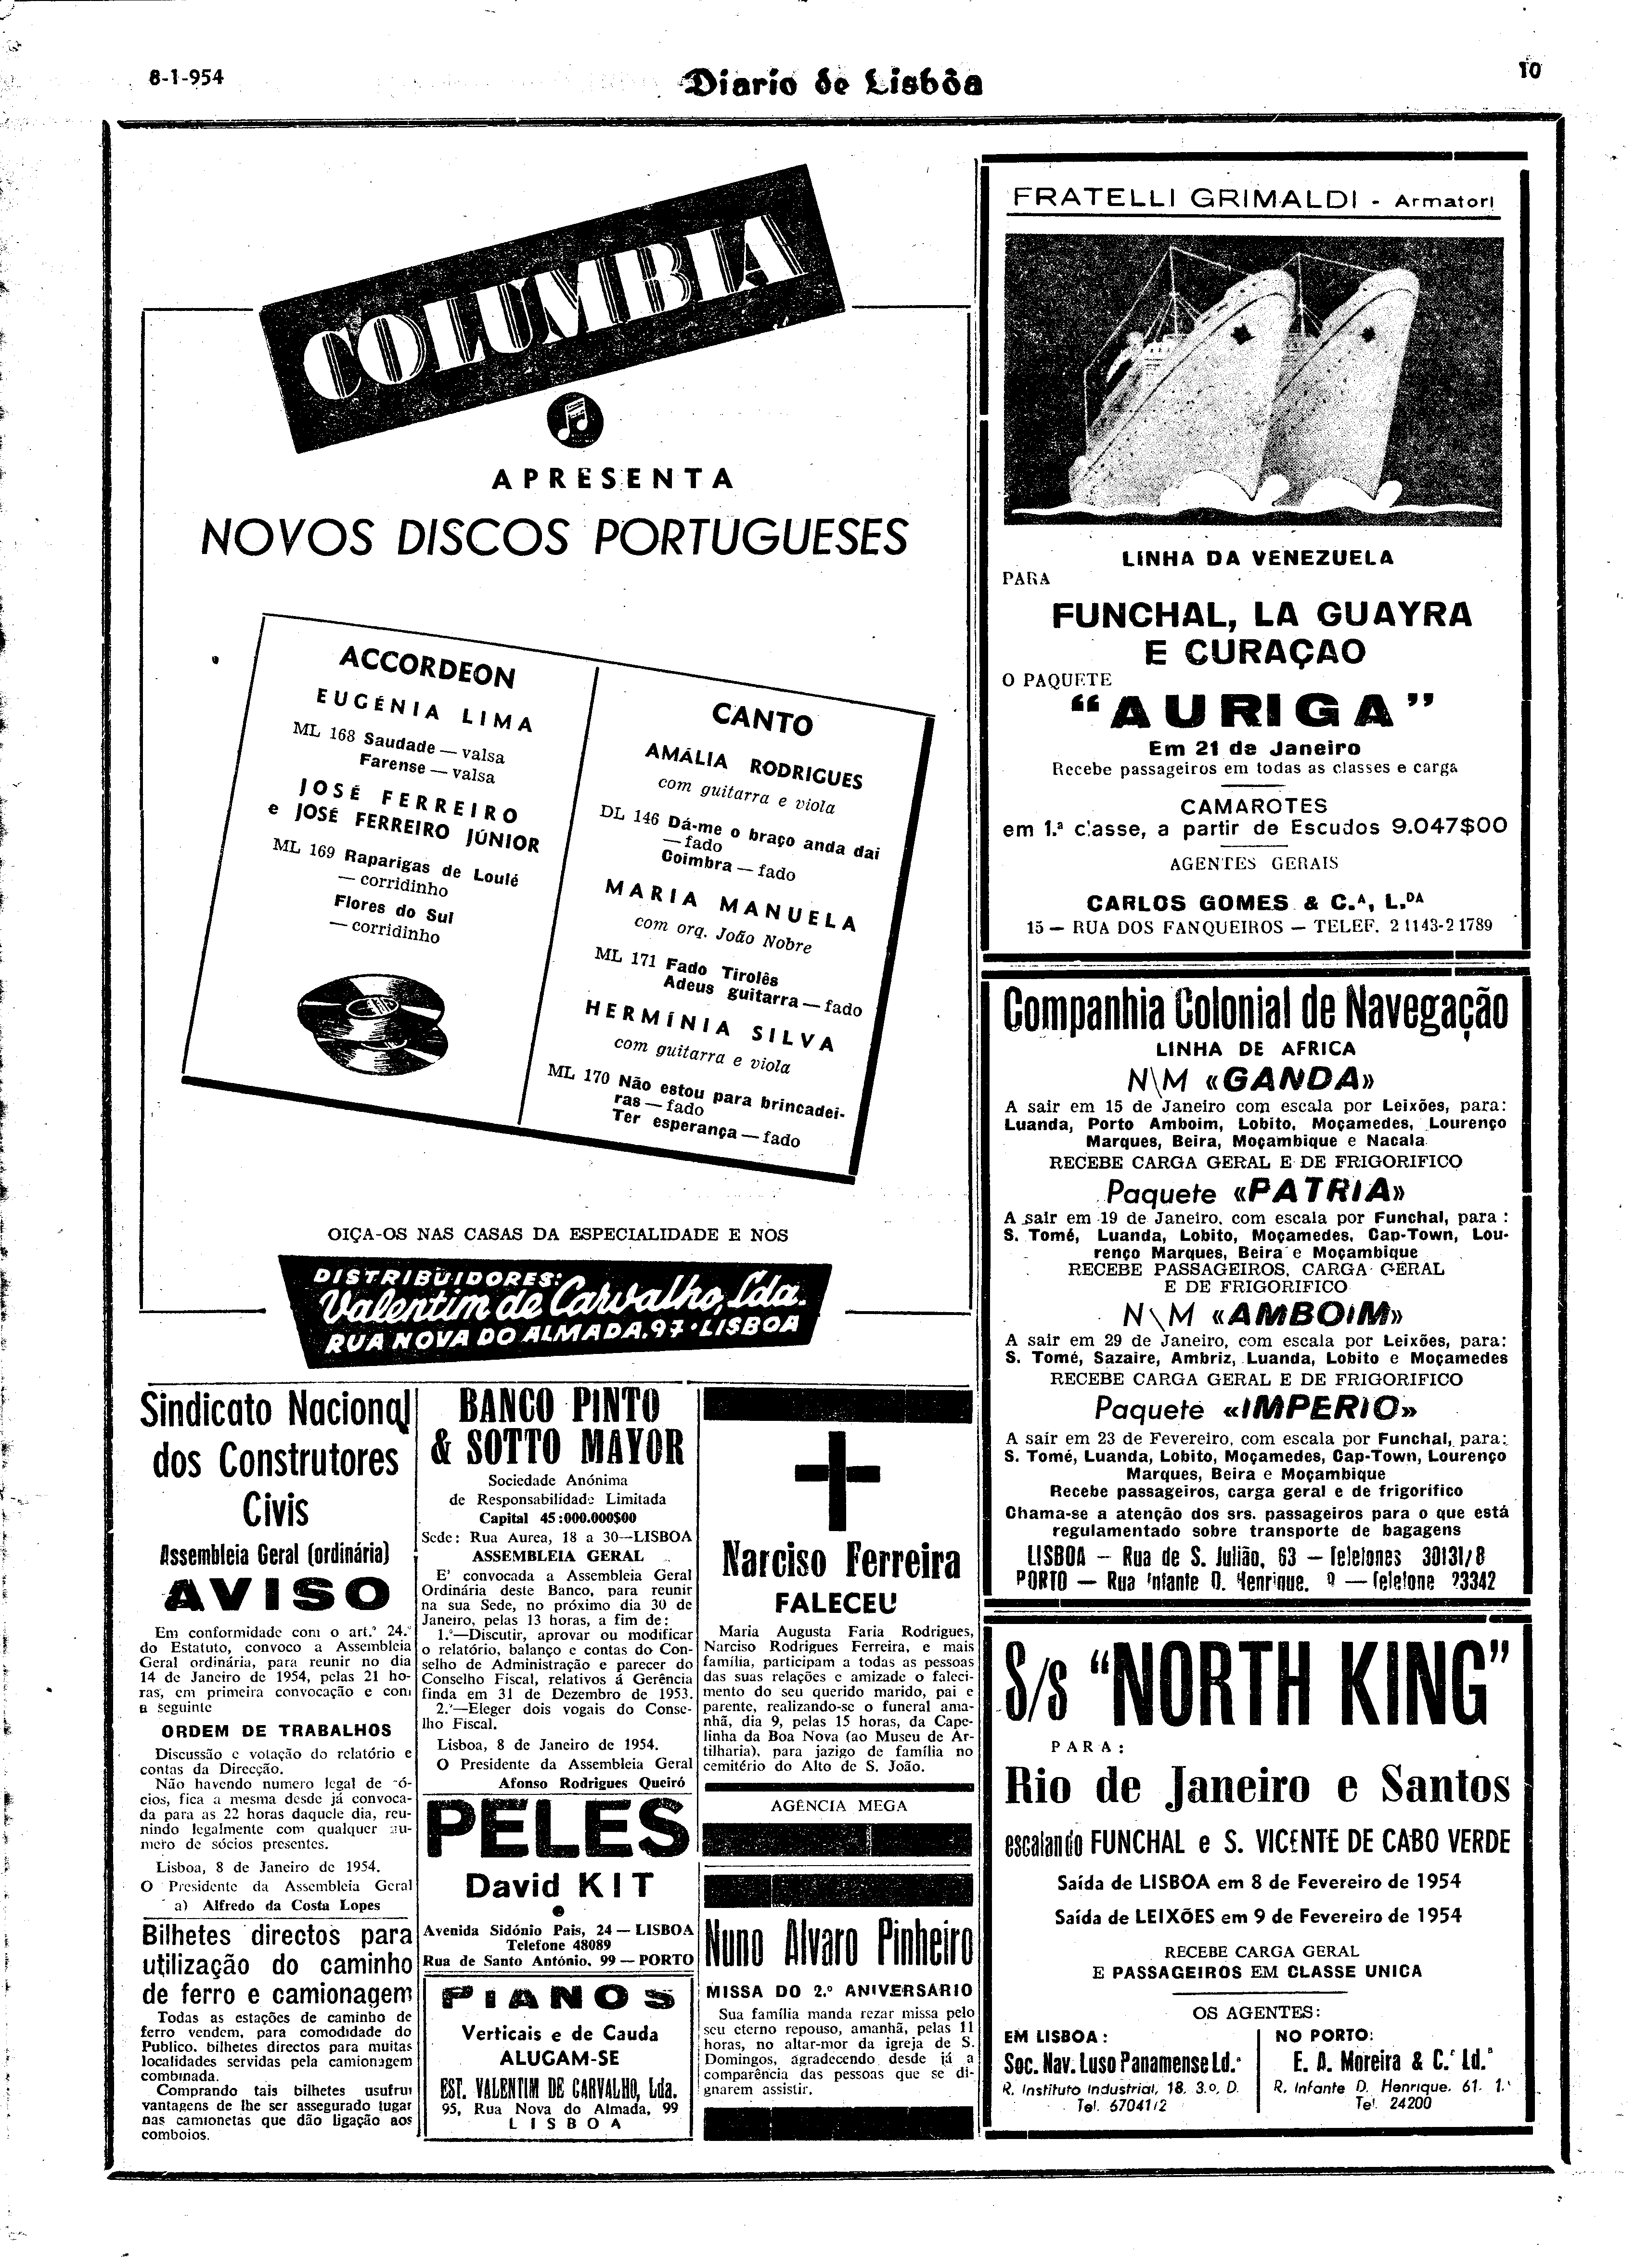 8-1-954
Diario de Lisbôa
10
COLUMBIA
APRESENTA
NOVOS DISCOS PORTUGUESES
ACCORDEON
EUGÉNIA LIMA
ML 168 Saudade — valsa
Farense — valsa
JOSÉ FERREIRO
e JOSÉ FERREIRO JÚNIOR
ML 169 Raparigas de Loulé
— corridinho
Flores do Sul
— corridinho
CANTO
AMÁLIA RODRIGUES
com guitarra e viola
DL 146 Dá-me o braço anda daí
— fado
Coimbra — fado
MARIA MANUELA
com orq. João Nobre
ML 171 Fado Tirolês
Adeus guitarra — fado
HERMÍNIA SILVA
com guitarra e viola
ML 170 Não estou para brincadei-
ras — fado
Ter esperança — fado
OIÇA-OS NAS CASAS DA ESPECIALIDADE E NOS
DISTRIBUIDORES:
Valentim de Carvalho, Lda.
RUA NOVA DO ALMADA, 97 · LISBOA
Sindicato Nacional
dos Construtores
Civis
Assembleia Geral (ordinária)
AVISO
Em conformidade com o art.º 24.º
do Estatuto, convoco a Assembleia
Geral ordinária, para reunir no dia
14 de Janeiro de 1954, pelas 21 ho-
ras, em primeira convocação e com
a seguinte
ORDEM DE TRABALHOS
Discussão e votação do relatório e
contas da Direcção.
Não havendo numero legal de só-
cios, fica a mesma desde já convoca-
da para as 22 horas daquele dia, reu-
nindo legalmente com qualquer nu-
mero de sócios presentes.
Lisboa, 8 de Janeiro de 1954.
O Presidente da Assembleia Geral
a) Alfredo da Costa Lopes
Bilhetes directos para
utilização do caminho
de ferro e camionagem
Todas as estações de caminho de
ferro vendem, para comodidade do
Publico, bilhetes directos para muitas
localidades servidas pela camionagem
combinada.
Comprando tais bilhetes usufrui
vantagens de lhe ser assegurado lugar
nas camionetas que dão ligação aos
comboios.
BANCO PINTO
& SOTTO MAYOR
Sociedade Anónima
de Responsabilidade Limitada
Capital 45:000.000$00
Sede: Rua Aurea, 18 a 30—LISBOA
ASSEMBLEIA GERAL
E' convocada a Assembleia Geral
Ordinária deste Banco, para reunir
na sua Sede, no próximo dia 30 de
Janeiro, pelas 13 horas, a fim de:
1.º—Discutir, aprovar ou modificar
o relatório, balanço e contas do Con-
selho de Administração e parecer do
Conselho Fiscal, relativos á Gerência
finda em 31 de Dezembro de 1953.
2.º—Eleger dois vogais do Conse-
lho Fiscal.
Lisboa, 8 de Janeiro de 1954.
O Presidente da Assembleia Geral
Afonso Rodrigues Queiró
PELES
David KIT
Avenida Sidónio Pais, 24 — LISBOA
Telefone 48089
Rua de Santo António, 99 — PORTO
PIANOS
Verticais e de Cauda
ALUGAM-SE
EST. VALENTIM DE CARVALHO, Lda.
95, Rua Nova do Almada, 99
LISBOA
Narciso Ferreira
FALECEU
Maria Augusta Faria Rodrigues,
Narciso Rodrigues Ferreira, e mais
família, participam a todas as pessoas
das suas relações e amizade o faleci-
mento do seu querido marido, pai e
parente, realizando-se o funeral ama-
nhã, dia 9, pelas 15 horas, da Cape-
linha da Boa Nova (ao Museu de Ar-
tilharia), para jazigo de família no
cemitério do Alto de S. João.
AGÊNCIA MEGA
Nuno Alvaro Pinheiro
MISSA DO 2.º ANIVERSÁRIO
Sua família manda rezar missa pelo
seu eterno repouso, amanhã, pelas 11
horas, no altar-mor da igreja de S.
Domingos, agradecendo desde já a
comparência das pessoas que se di-
gnarem assistir.
FRATELLI GRIMALDI - Armatori
LINHA DA VENEZUELA
PARA
FUNCHAL, LA GUAYRA
E CURAÇAO
O PAQUETE
“AURIGA”
Em 21 de Janeiro
Recebe passageiros em todas as classes e carga
CAMAROTES
em 1.ª classe, a partir de Escudos 9.047$00
AGENTES GERAIS
CARLOS GOMES & C.ª, L.DA
15 — RUA DOS FANQUEIROS — TELEF. 2 1143-2 1789
Companhia Colonial de Navegação
LINHA DE AFRICA
N\M «GANDA»
A sair em 15 de Janeiro com escala por Leixões, para:
Luanda, Porto Amboim, Lobito, Moçamedes, Lourenço
Marques, Beira, Moçambique e Nacala
RECEBE CARGA GERAL E DE FRIGORIFICO
Paquete «PATRIA»
A sair em 19 de Janeiro, com escala por Funchal, para:
S. Tomé, Luanda, Lobito, Moçamedes, Cap-Town, Lou-
renço Marques, Beira e Moçambique
RECEBE PASSAGEIROS, CARGA GERAL
E DE FRIGORIFICO
N\M «AMBOIM»
A sair em 29 de Janeiro, com escala por Leixões, para:
S. Tomé, Sazaire, Ambriz, Luanda, Lobito e Moçamedes
RECEBE CARGA GERAL E DE FRIGORIFICO
Paquete «IMPERIO»
A sair em 23 de Fevereiro, com escala por Funchal, para:
S. Tomé, Luanda, Lobito, Moçamedes, Cap-Town, Lourenço
Marques, Beira e Moçambique
Recebe passageiros, carga geral e de frigorífico
Chama-se a atenção dos srs. passageiros para o que está
regulamentado sobre transporte de bagagens
LISBOA — Rua de S. Julião, 63 — Telefones 30131/8
PORTO — Rua Infante D. Henrique, 9 — Telefone 23342
S/s “NORTH KING”
PARA:
Rio de Janeiro e Santos
escalando FUNCHAL e S. VICENTE DE CABO VERDE
Saída de LISBOA em 8 de Fevereiro de 1954
Saída de LEIXÕES em 9 de Fevereiro de 1954
RECEBE CARGA GERAL
E PASSAGEIROS EM CLASSE UNICA
OS AGENTES:
EM LISBOA:
Soc. Nav. Luso Panamense Ld.ª
R. Instituto Industrial, 18, 3.º, D.
Tel. 67041/2
NO PORTO:
E. A. Moreira & C.ª Ld.ª
R. Infante D. Henrique, 61, 1.º
Tel. 24200